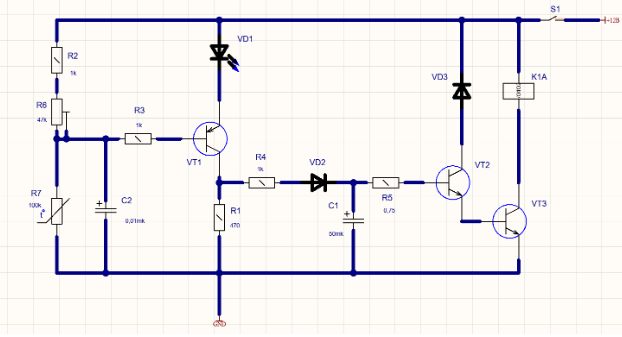 S1
+12B
R2
1k
VD1
VD3
K1A
R6
47k
R3
1k
VT1
R4
1k
VD2
VT2
R7
100k
t°
C2
0,01mk
R1
470
C1
50mk
R5
0,75
VT3
GND